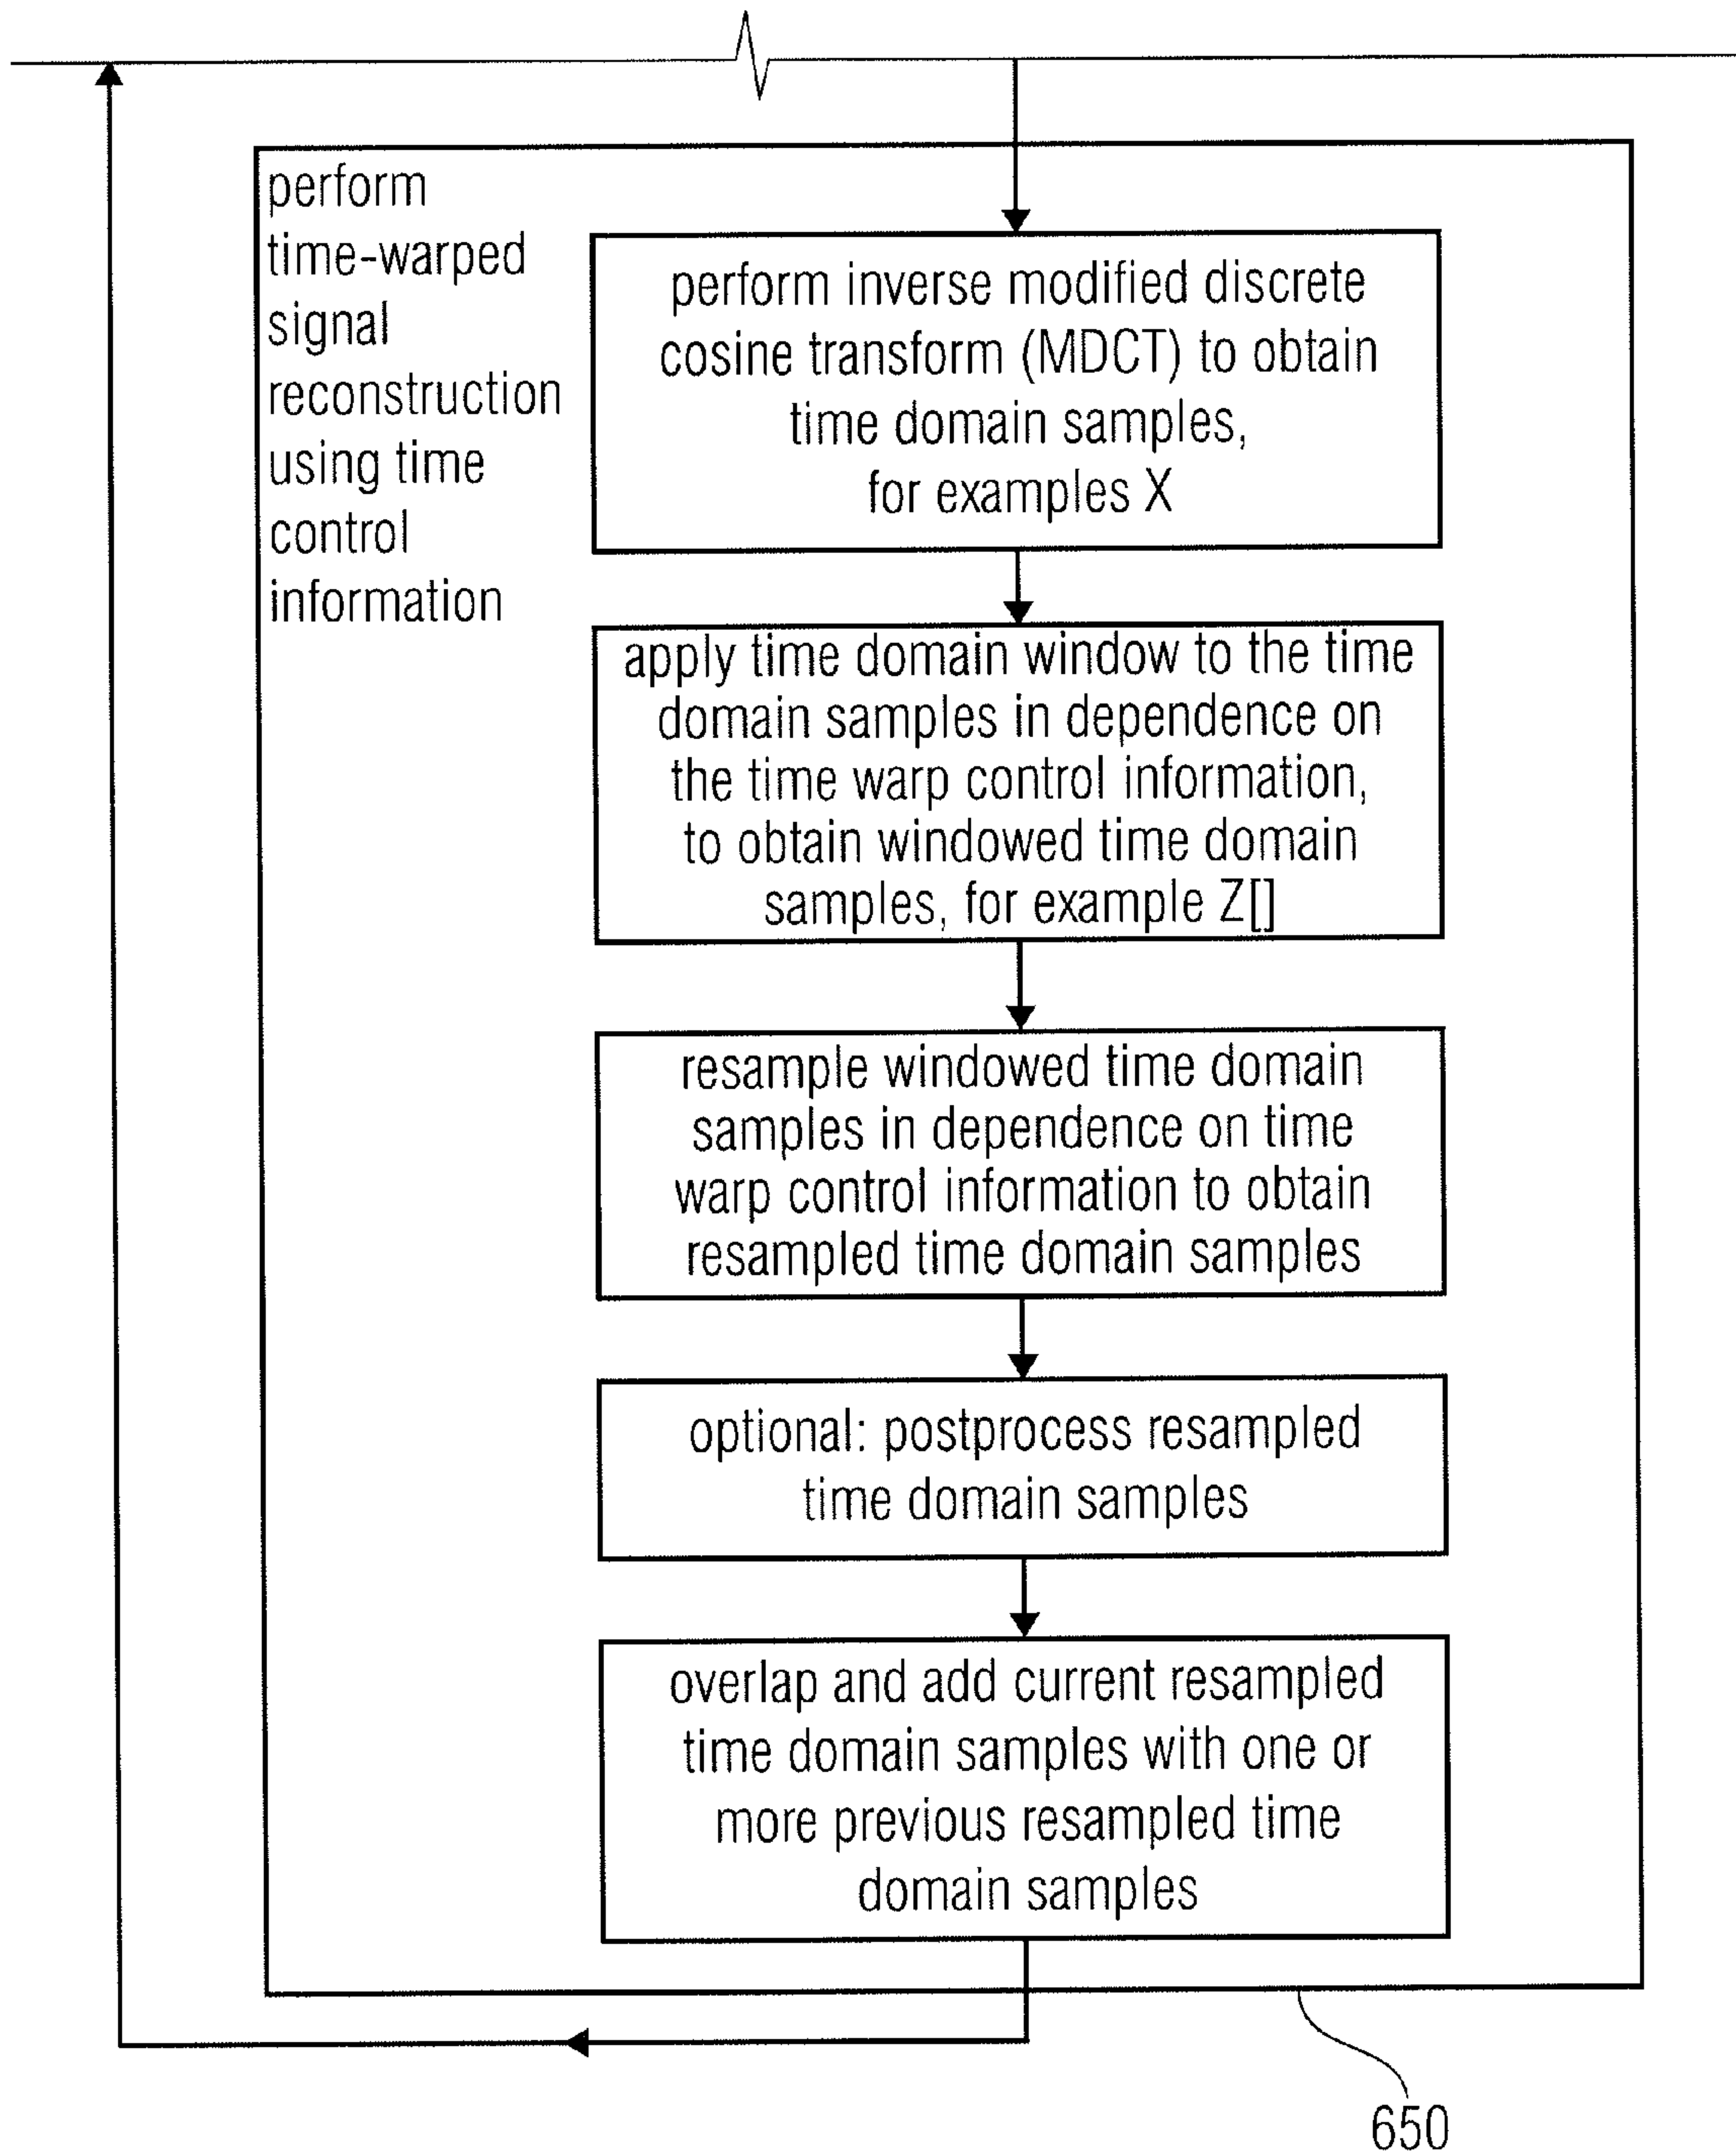 perform
time-warped
signal
reconstruction
using time
control
information
perform inverse modified discrete
cosine transform (MDCT) to obtain
time domain samples,
for examples X
apply time domain window to the time
domain samples in dependence on
the time warp control information,
to obtain windowed time domain
samples, for example Z[]
resample windowed time domain
samples in dependence on time
warp control information to obtain
resampled time domain samples
optional: postprocess resampled
time domain samples
overlap and add current resampled
time domain samples with one or
more previous resampled time
domain samples
650